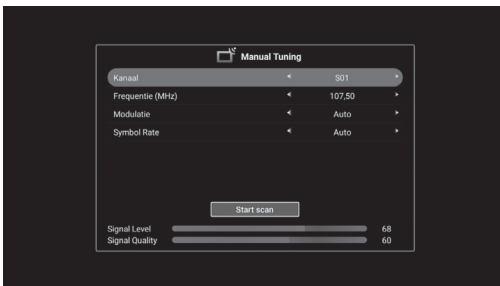 Manual Tuning
Kanaal S01
Frequentie (MHz) 107,50
Modulatie Auto
Symbol Rate Auto
Start scan
Signal Level 68
Signal Quality 60